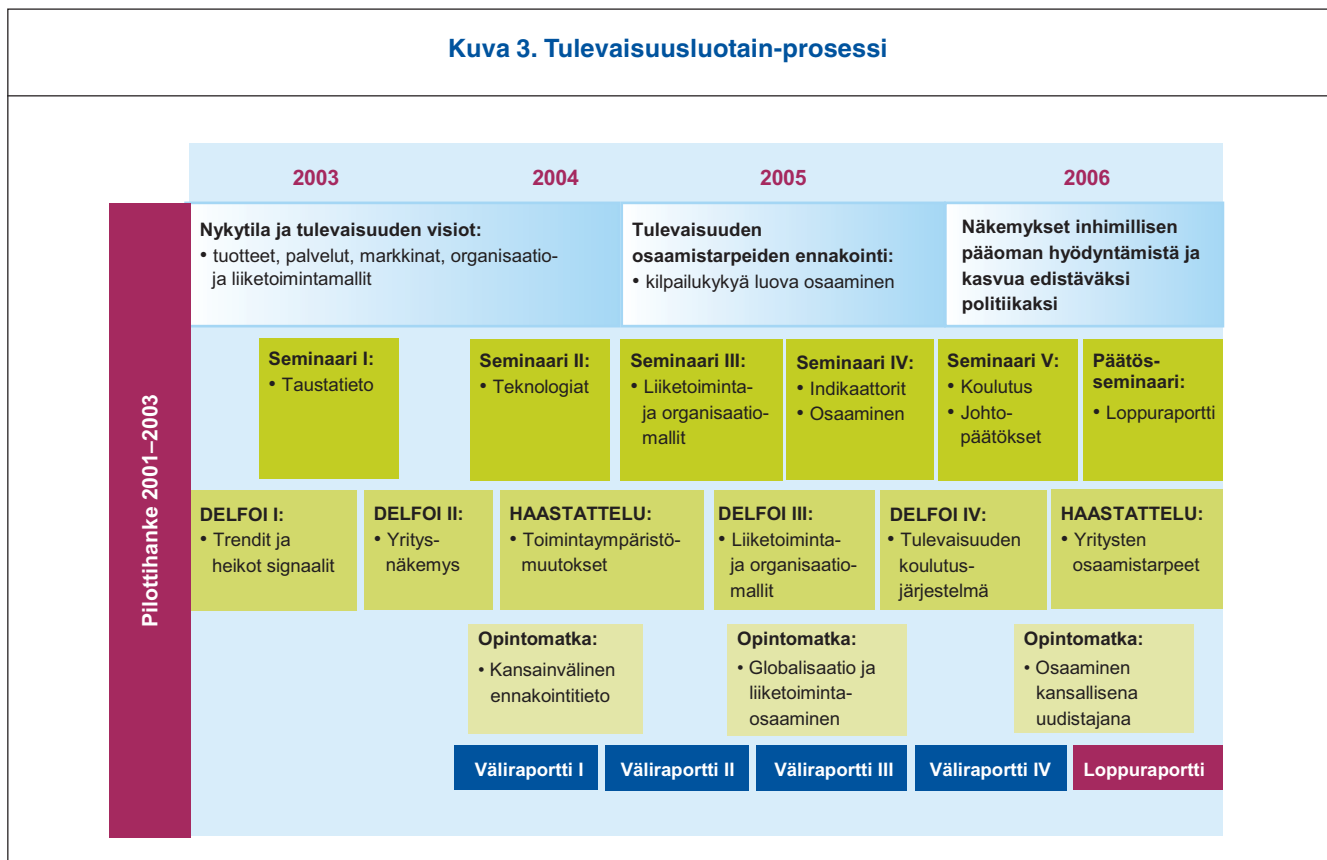 Kuva 3. Tulevaisuusluotain-prosessi
2003
2004
2005
2006
Pilottihanke 2001–2003
Nykytila ja tulevaisuuden visiot:
• tuotteet, palvelut, markkinat, organisaatio-
ja liiketoimintamallit
Tulevaisuuden
osaamistarpeiden ennakointi:
• kilpailukykyä luova osaaminen
Näkemykset inhimillisen
pääoman hyödyntämistä ja
kasvua edistäväksi
politiikaksi
Seminaari I:
• Taustatieto
Seminaari II:
• Teknologiat
Seminaari III:
• Liiketoiminta-
ja organisaatio-
mallit
Seminaari IV:
• Indikaattorit
• Osaaminen
Seminaari V:
• Koulutus
• Johto-
päätökset
Päätös-
seminaari:
• Loppuraportti
DELFOI I:
• Trendit ja
heikot signaalit
DELFOI II:
• Yritys-
näkemys
HAASTATTELU:
• Toimintaympäristö-
muutokset
DELFOI III:
• Liiketoiminta-
ja organisaatio-
mallit
DELFOI IV:
• Tulevaisuuden
koulutus-
järjestelmä
HAASTATTELU:
• Yritysten
osaamistarpeet
Opintomatka:
• Kansainvälinen
ennakointitieto
Opintomatka:
• Globalisaatio ja
liiketoiminta-
osaaminen
Opintomatka:
• Osaaminen
kansallisena
uudistajana
Väliraportti I
Väliraportti II
Väliraportti III
Väliraportti IV
Loppuraportti